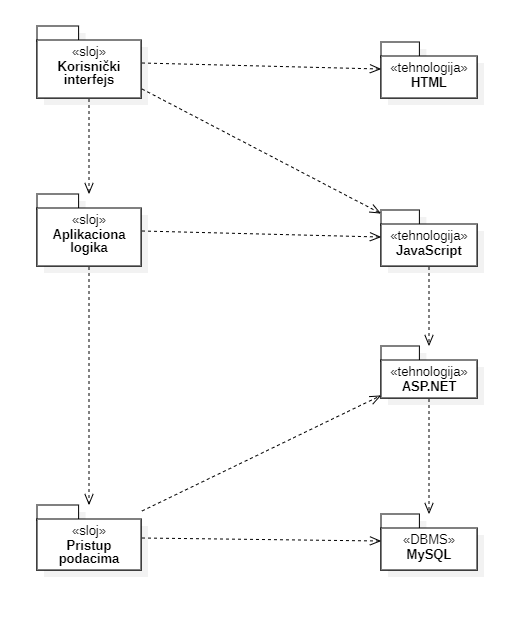 «sloj»
Korisnički
interfejs
«tehnologija»
HTML
«sloj»
Aplikaciona
logika
«tehnologija»
JavaScript
«tehnologija»
ASP.NET
«sloj»
Pristup
podacima
«DBMS»
MySQL